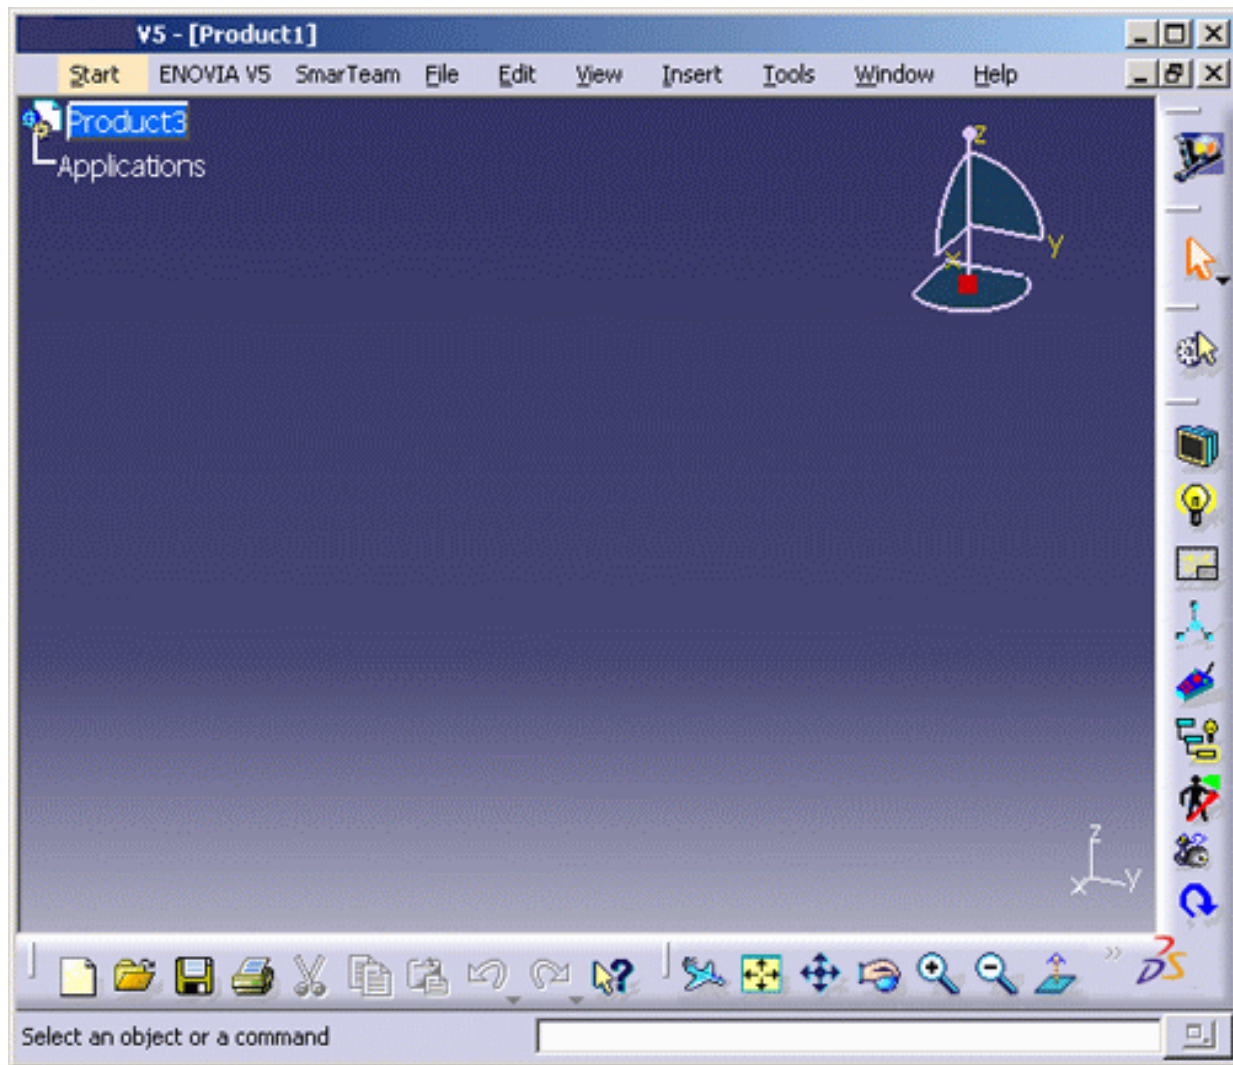 V5 - [Product1]
Start ENOVIA V5 SmarTeam File Edit View Insert Tools Window Help
Product3
Applications
z
y
x
z
x y
DS
Select an object or a command